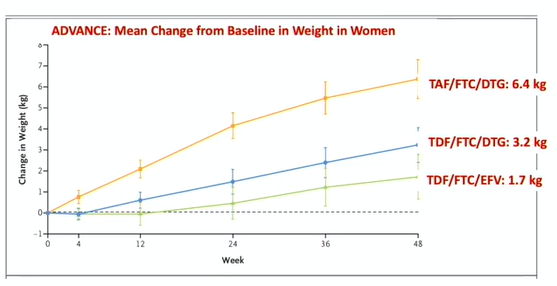 ADVANCE: Mean Change from Baseline in Weight in Women
Change in Weight (kg)
8
7
6
5
4
3
2
1
0
−1
TAF/FTC/DTG: 6.4 kg
TDF/FTC/DTG: 3.2 kg
TDF/FTC/EFV: 1.7 kg
0 4 12 24 36 48
Week